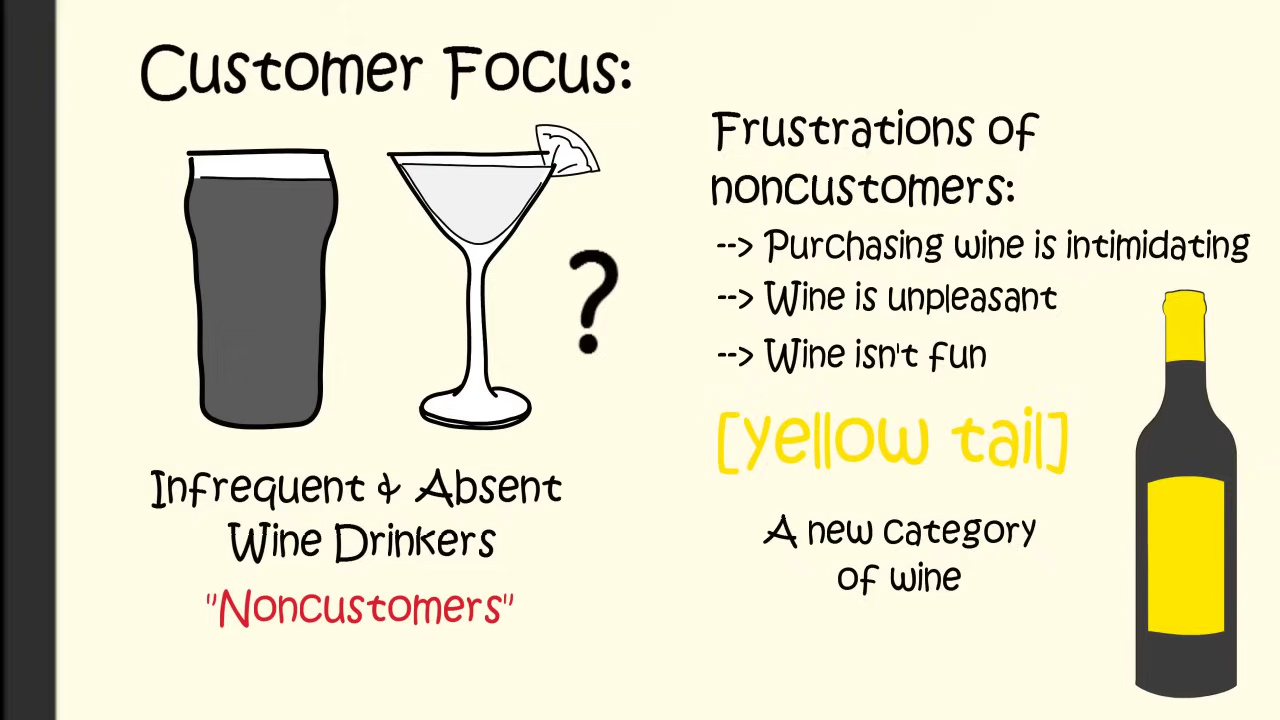 Customer Focus:
?
Infrequent & Absent
Wine Drinkers
"Noncustomers"
Frustrations of
noncustomers:
--> Purchasing wine is intimidating
--> Wine is unpleasant
--> Wine isn't fun
[yellow tail]
A new category
of wine